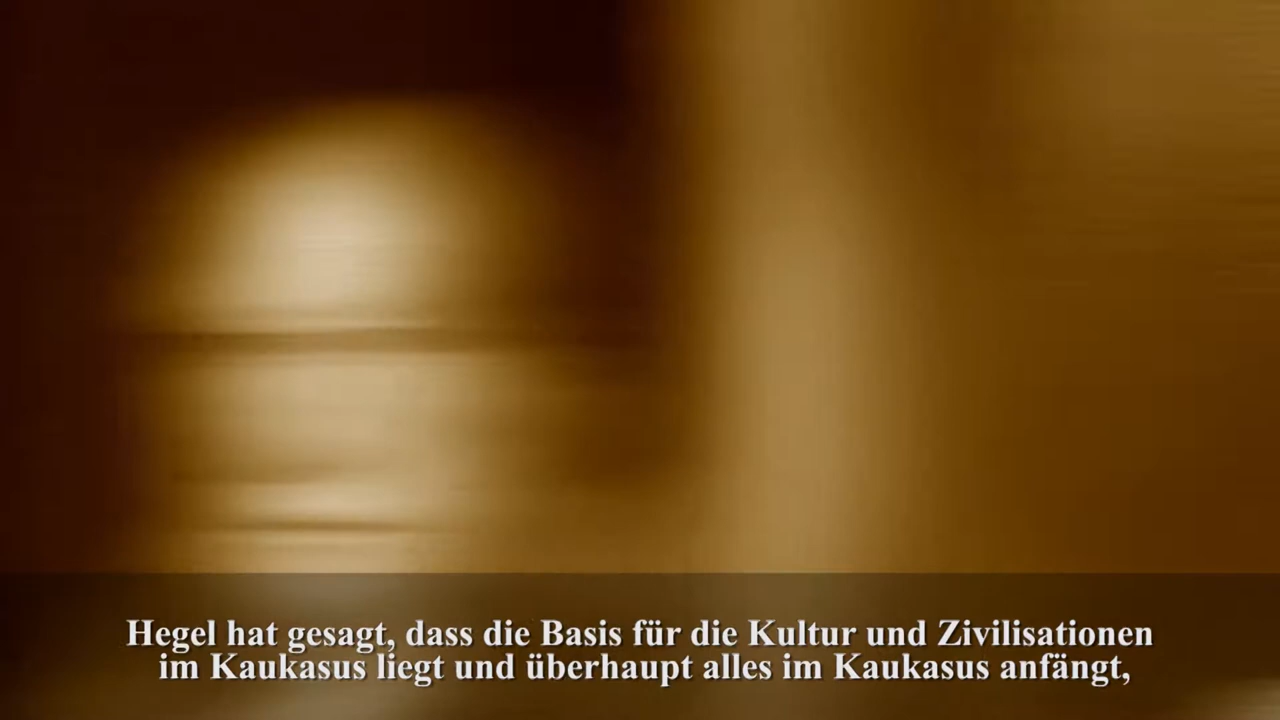 Hegel hat gesagt, dass die Basis für die Kultur und Zivilisationen
im Kaukasus liegt und überhaupt alles im Kaukasus anfängt,